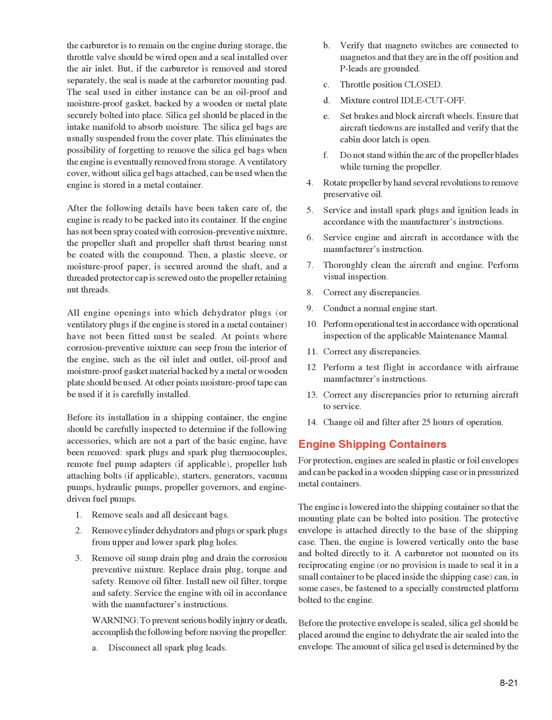 the carburetor is to remain on the engine during storage, the
throttle valve should be wired open and a seal installed over
the air inlet. But, if the carburetor is removed and stored
separately, the seal is made at the carburetor mounting pad.
The seal used in either instance can be an oil-proof and
moisture-proof gasket, backed by a wooden or metal plate
securely bolted into place. Silica gel should be placed in the
intake manifold to absorb moisture. The silica gel bags are
usually suspended from the cover plate. This eliminates the
possibility of forgetting to remove the silica gel bags when
the engine is eventually removed from storage. A ventilatory
cover, without silica gel bags attached, can be used when the
engine is stored in a metal container.
After the following details have been taken care of, the
engine is ready to be packed into its container. If the engine
has not been spray coated with corrosion-preventive mixture,
the propeller shaft and propeller shaft thrust bearing must
be coated with the compound. Then, a plastic sleeve, or
moisture-proof paper, is secured around the shaft, and a
threaded protector cap is screwed onto the propeller retaining
nut threads.
All engine openings into which dehydrator plugs (or
ventilatory plugs if the engine is stored in a metal container)
have not been fitted must be sealed. At points where
corrosion-preventive mixture can seep from the interior of
the engine, such as the oil inlet and outlet, oil-proof and
moisture-proof gasket material backed by a metal or wooden
plate should be used. At other points moisture-proof tape can
be used if it is carefully installed.
Before its installation in a shipping container, the engine
should be carefully inspected to determine if the following
accessories, which are not a part of the basic engine, have
been removed: spark plugs and spark plug thermocouples,
remote fuel pump adapters (if applicable), propeller hub
attaching bolts (if applicable), starters, generators, vacuum
pumps, hydraulic pumps, propeller governors, and engine-
driven fuel pumps.
1. Remove seals and all desiccant bags.
2. Remove cylinder dehydrators and plugs or spark plugs
from upper and lower spark plug holes.
3. Remove oil sump drain plug and drain the corrosion
preventive mixture. Replace drain plug, torque and
safety. Remove oil filter. Install new oil filter, torque
and safety. Service the engine with oil in accordance
with the manufacturer's instructions.
WARNING: To prevent serious bodily injury or death,
accomplish the following before moving the propeller:
a. Disconnect all spark plug leads.
b. Verify that magneto switches are connected to
magnetos and that they are in the off position and
P-leads are grounded.
c. Throttle position CLOSED.
d. Mixture control IDLE-CUT-OFF.
e. Set brakes and block aircraft wheels. Ensure that
aircraft tiedowns are installed and verify that the
cabin door latch is open.
f. Do not stand within the arc of the propeller blades
while turning the propeller.
4. Rotate propeller by hand several revolutions to remove
preservative oil.
5. Service and install spark plugs and ignition leads in
accordance with the manufacturer's instructions.
6. Service engine and aircraft in accordance with the
manufacturer's instruction.
7. Thoroughly clean the aircraft and engine. Perform
visual inspection.
8. Correct any discrepancies.
9. Conduct a normal engine start.
10. Perform operational test in accordance with operational
inspection of the applicable Maintenance Manual.
11. Correct any discrepancies.
12 Perform a test flight in accordance with airframe
manufacturer's instructions.
13. Correct any discrepancies prior to returning aircraft
to service.
14. Change oil and filter after 25 hours of operation.
Engine Shipping Containers
For protection, engines are sealed in plastic or foil envelopes
and can be packed in a wooden shipping case or in pressurized
metal containers.
The engine is lowered into the shipping container so that the
mounting plate can be bolted into position. The protective
envelope is attached directly to the base of the shipping
case. Then, the engine is lowered vertically onto the base
and bolted directly to it. A carburetor not mounted on its
reciprocating engine (or no provision is made to seal it in a
small container to be placed inside the shipping case) can, in
some cases, be fastened to a specially constructed platform
bolted to the engine.
Before the protective envelope is sealed, silica gel should be
placed around the engine to dehydrate the air sealed into the
envelope. The amount of silica gel used is determined by the
8-21